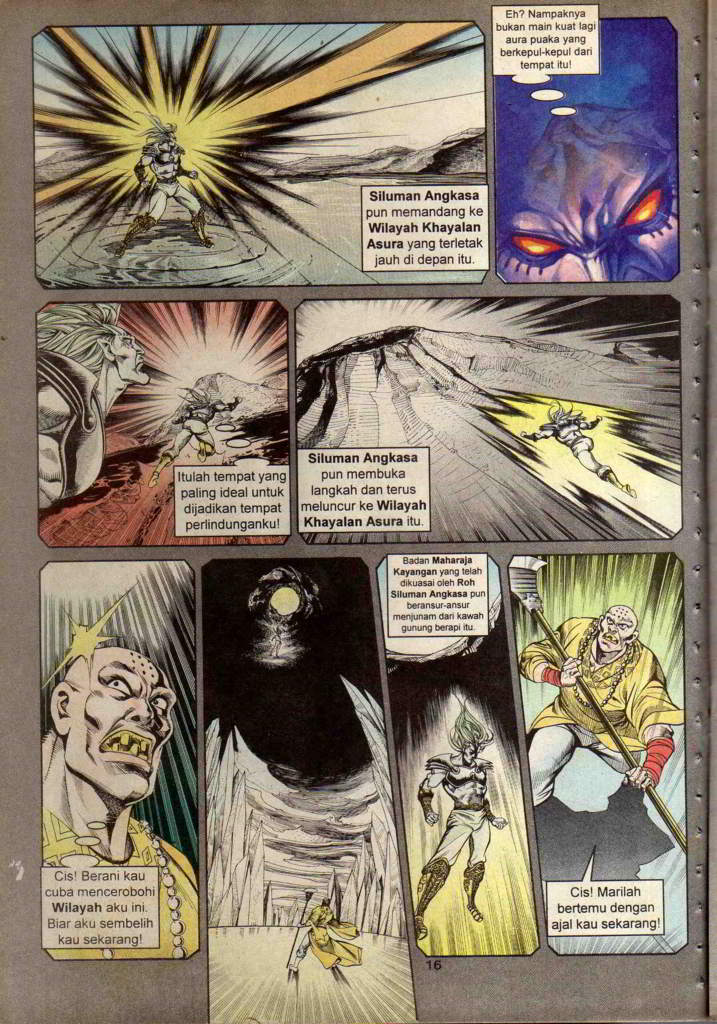 Siluman Angkasa
pun memandang ke
Wilayah Khayalan
Asura yang terletak
jauh di depan itu.
Eh? Nampaknya
bukan main kuat lagi
aura puaka yang
berkepul-kepul dari
tempat itu!
Itulah tempat yang
paling ideal untuk
dijadikan tempat
perlindunganku!
Siluman Angkasa
pun membuka
langkah dan terus
meluncur ke Wilayah
Khayalan Asura itu.
Cis! Berani kau
cuba mencerobohi
Wilayah aku ini.
Biar aku sembelih
kau sekarang!
Badan Maharaja
Kayangan yang telah
dikuasai oleh Roh
Siluman Angkasa pun
beransur-ansur
menjunam dari kawah
gunung berapi itu.
Cis! Marilah
bertemu dengan
ajal kau sekarang!
16